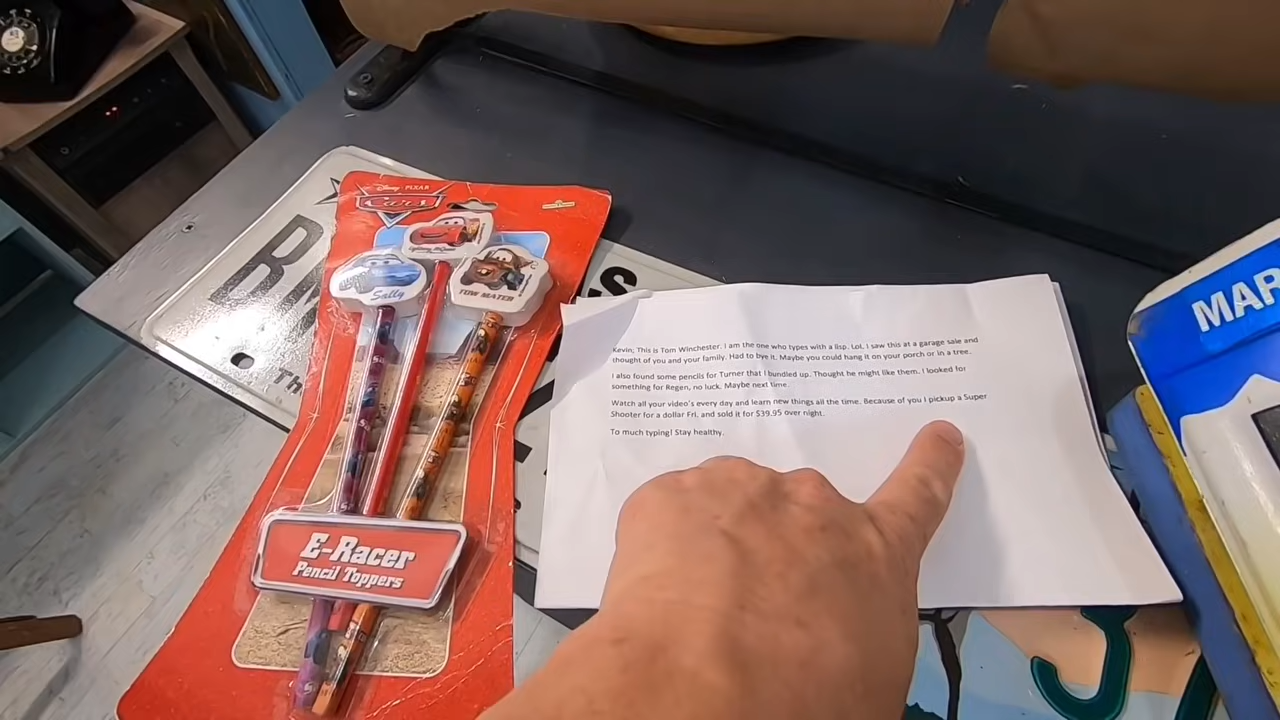 Disney · PIXAR
Cars
Sally
TOW MATER
E-Racer
Pencil Toppers
Kevin; This is Tom Winchester. I am the one who types with a lisp. Lol. I saw this at a garage sale and
thought of you and your family. Had to bye it. Maybe you could hang it on your porch or in a tree.
I also found some pencils for Turner that I bundled up. Thought he might like them. I looked for
something for Regen, no luck. Maybe next time.
Watch all your video's every day and learn new things all the time. Because of you I pickup a Super
Shooter for a dollar Fri. and sold it for $39.95 over night.
To much typing! Stay healthy.
MAR
Th